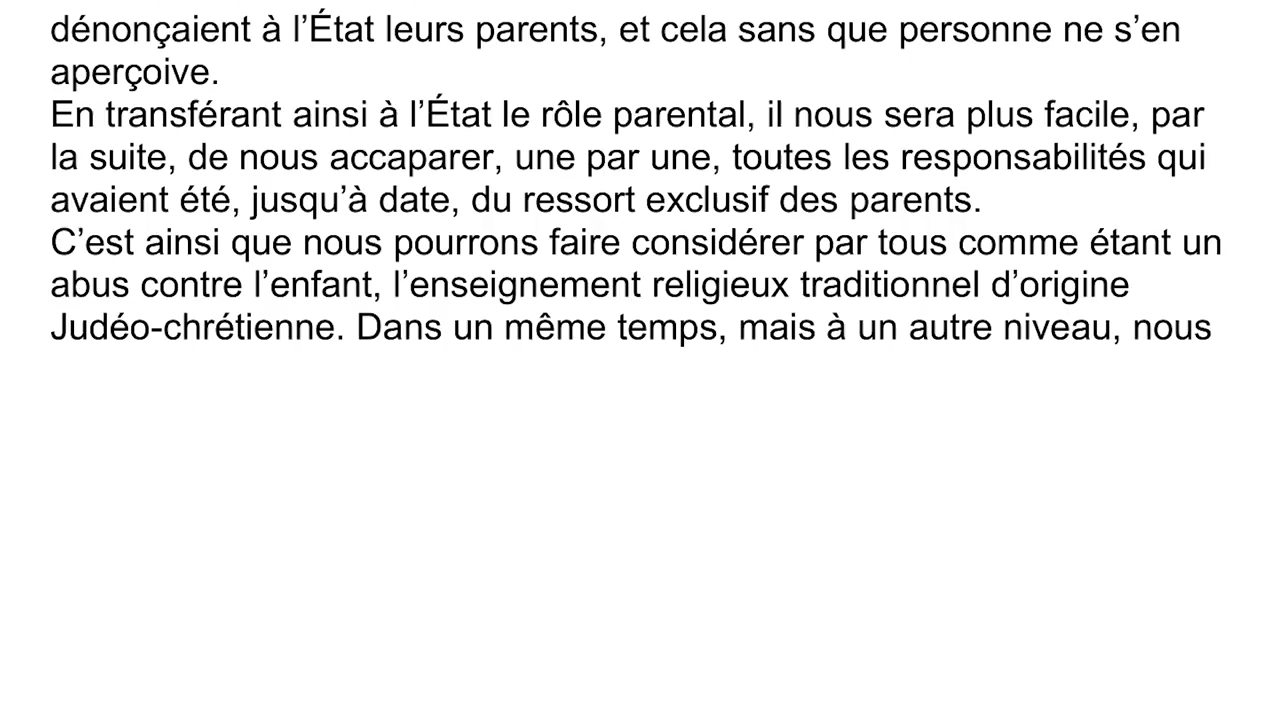 dénonçaient à l’État leurs parents, et cela sans que personne ne s’en
aperçoive.
En transférant ainsi à l’État le rôle parental, il nous sera plus facile, par
la suite, de nous accaparer, une par une, toutes les responsabilités qui
avaient été, jusqu’à date, du ressort exclusif des parents.
C’est ainsi que nous pourrons faire considérer par tous comme étant un
abus contre l’enfant, l’enseignement religieux traditionnel d’origine
Judéo-chrétienne. Dans un même temps, mais à un autre niveau, nous